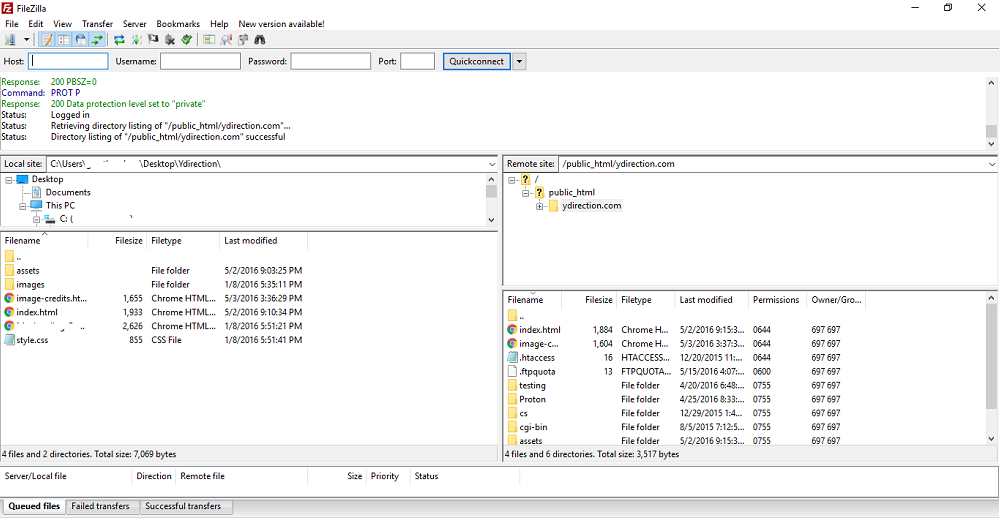 FileZilla
File Edit View Transfer Server Bookmarks Help New version available!
Host: Username: Password: Port: Quickconnect
Response: 200 PBSZ=0
Command: PROT P
Response: 200 Data protection level set to "private"
Status: Logged in
Status: Retrieving directory listing of "/public_html/ydirection.com"...
Status: Directory listing of "/public_html/ydirection.com" successful
Local site: C:\Users\ \Desktop\Ydirection\
Desktop
Documents
This PC
C: (
Filename Filesize Filetype Last modified
..
assets File folder 5/2/2016 9:03:25 PM
images File folder 1/8/2016 5:35:11 PM
image-credits.ht... 1,655 Chrome HTML... 5/3/2016 3:36:29 PM
index.html 1,933 Chrome HTML... 5/2/2016 9:10:34 PM
2,626 Chrome HTML... 1/8/2016 5:51:21 PM
style.css 855 CSS File 1/8/2016 5:51:41 PM
4 files and 2 directories. Total size: 7,069 bytes
Remote site: /public_html/ydirection.com
/
public_html
ydirection.com
Filename Filesize Filetype Last modified Permissions Owner/Gro...
..
index.html 1,884 Chrome H... 5/2/2016 9:15:3... 0644 697 697
image-c... 1,604 Chrome H... 5/3/2016 3:37:3... 0644 697 697
.htaccess 16 HTACCESS... 12/20/2015 11:... 0644 697 697
.ftpquota 13 FTPQUOTA... 5/15/2016 4:07:... 0600 697 697
testing File folder 4/20/2016 6:48:... 0755 697 697
Proton File folder 4/25/2016 8:33:... 0755 697 697
cs File folder 12/29/2015 1:4... 0755 697 697
cgi-bin File folder 8/5/2015 7:12:5... 0755 697 697
assets File folder 5/2/2016 9:15:3... 0755 697 697
4 files and 6 directories. Total size: 3,517 bytes
Server/Local file Direction Remote file Size Priority Status
Queued files Failed transfers Successful transfers